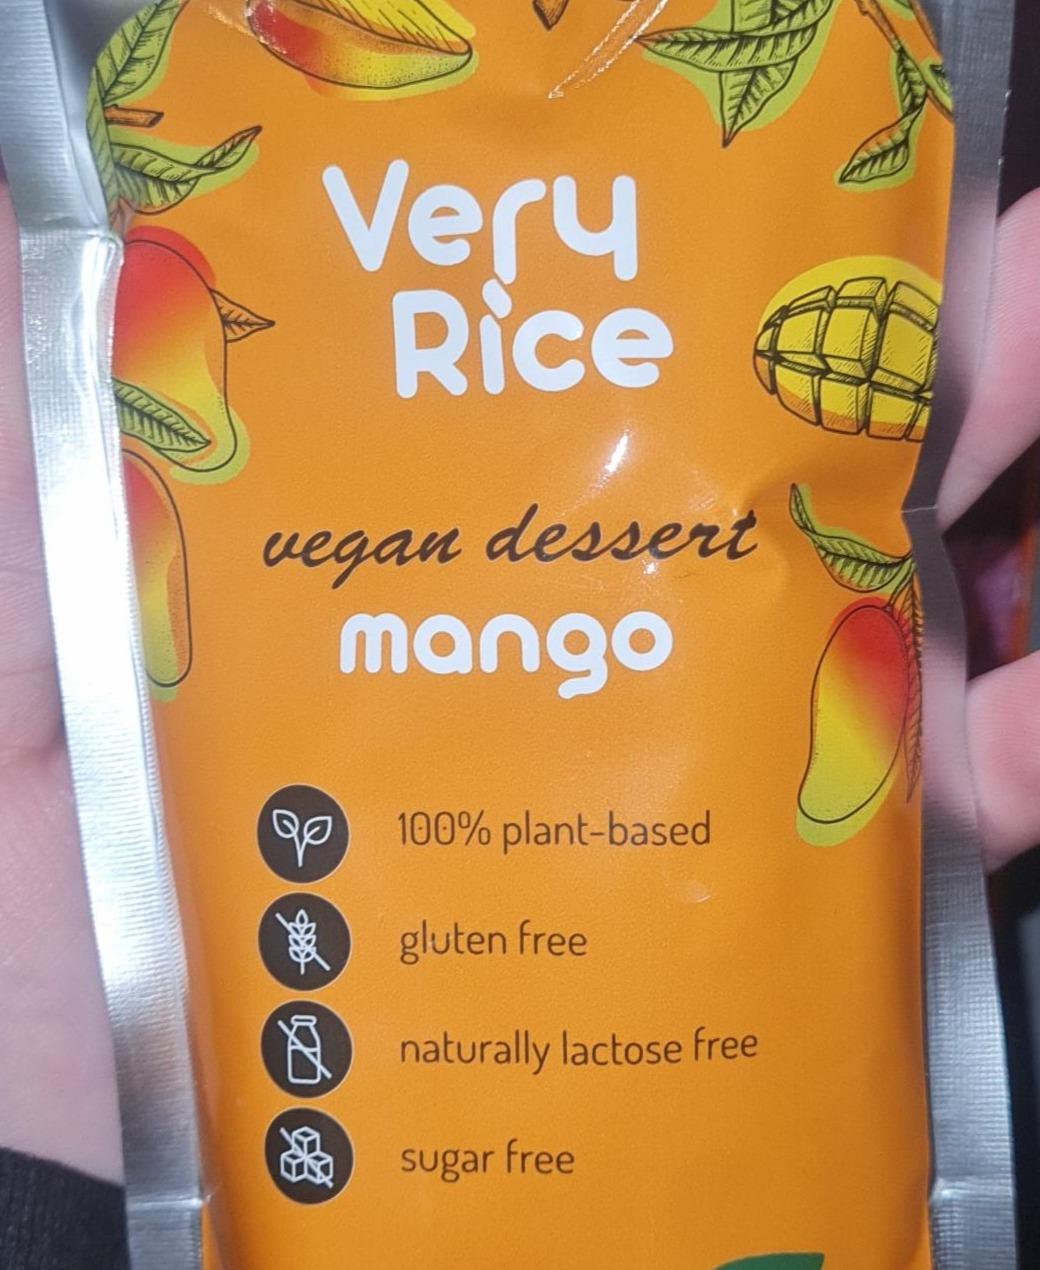 Very
Rice
vegan dessert
mango
100% plant-based
gluten free
naturally lactose free
sugar free